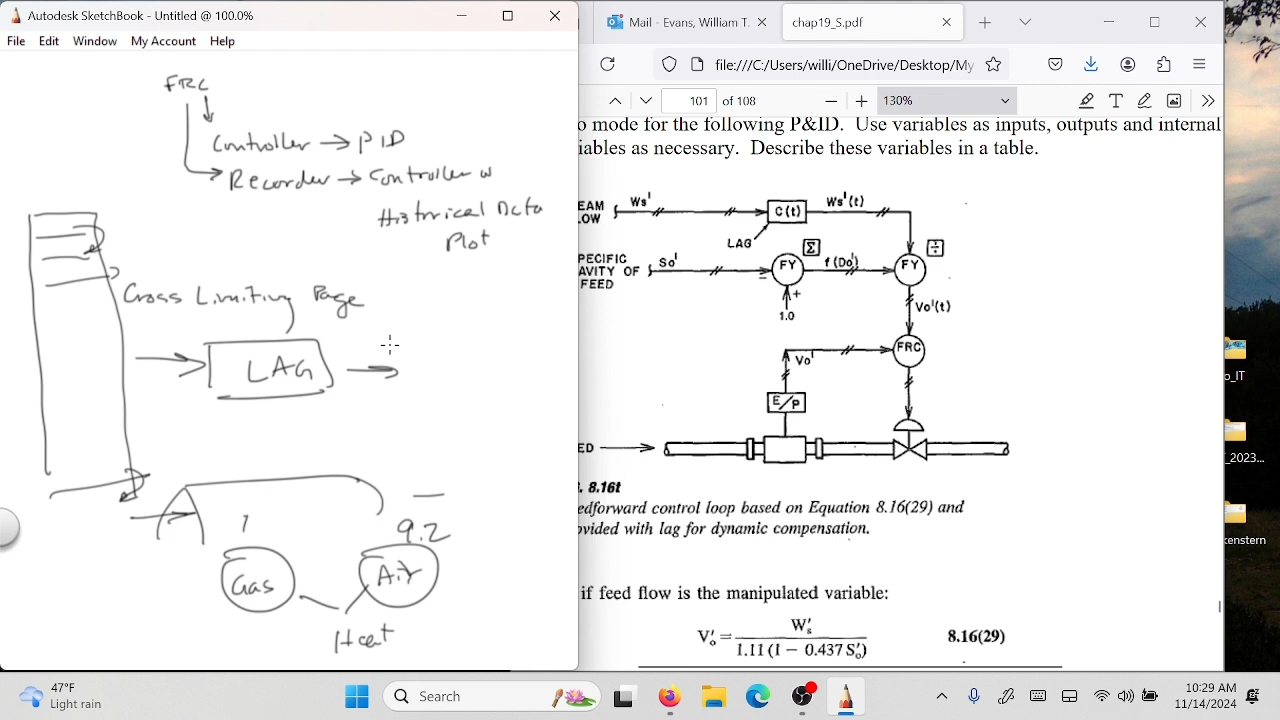 Autodesk SketchBook - Untitled @ 100.0%
File Edit Window My Account Help
FRC
Controller → PID
Recorder → Controller w
Historical Data
Plot
Cross Limiting Page
LAG
1
9.2
Gas
Air
Heat
Mail - Evans, William T.
chap19_S.pdf
file:///C:/Users/willi/OneDrive/Desktop/My
101 of 108
130%
o mode for the following P&ID. Use variables as inputs, outputs and internal
iables as necessary. Describe these variables in a table.
EAM
LOW
Ws'
C(t)
Ws'(t)
LAG
PECIFIC
AVITY OF
FEED
So'
FY
Σ
f(Do')
FY
÷
+
1.0
Vo'(t)
Vo'
FRC
E/P
ED
. 8.16t
edforward control loop based on Equation 8.16(29) and
ovided with lag for dynamic compensation.
if feed flow is the manipulated variable:
V'o = W's / 1.11 (1 − 0.437 S'o) 8.16(29)
o_IT
_2023...
kenstern
47°F
Light rain
Search
10:29 AM
11/14/2024